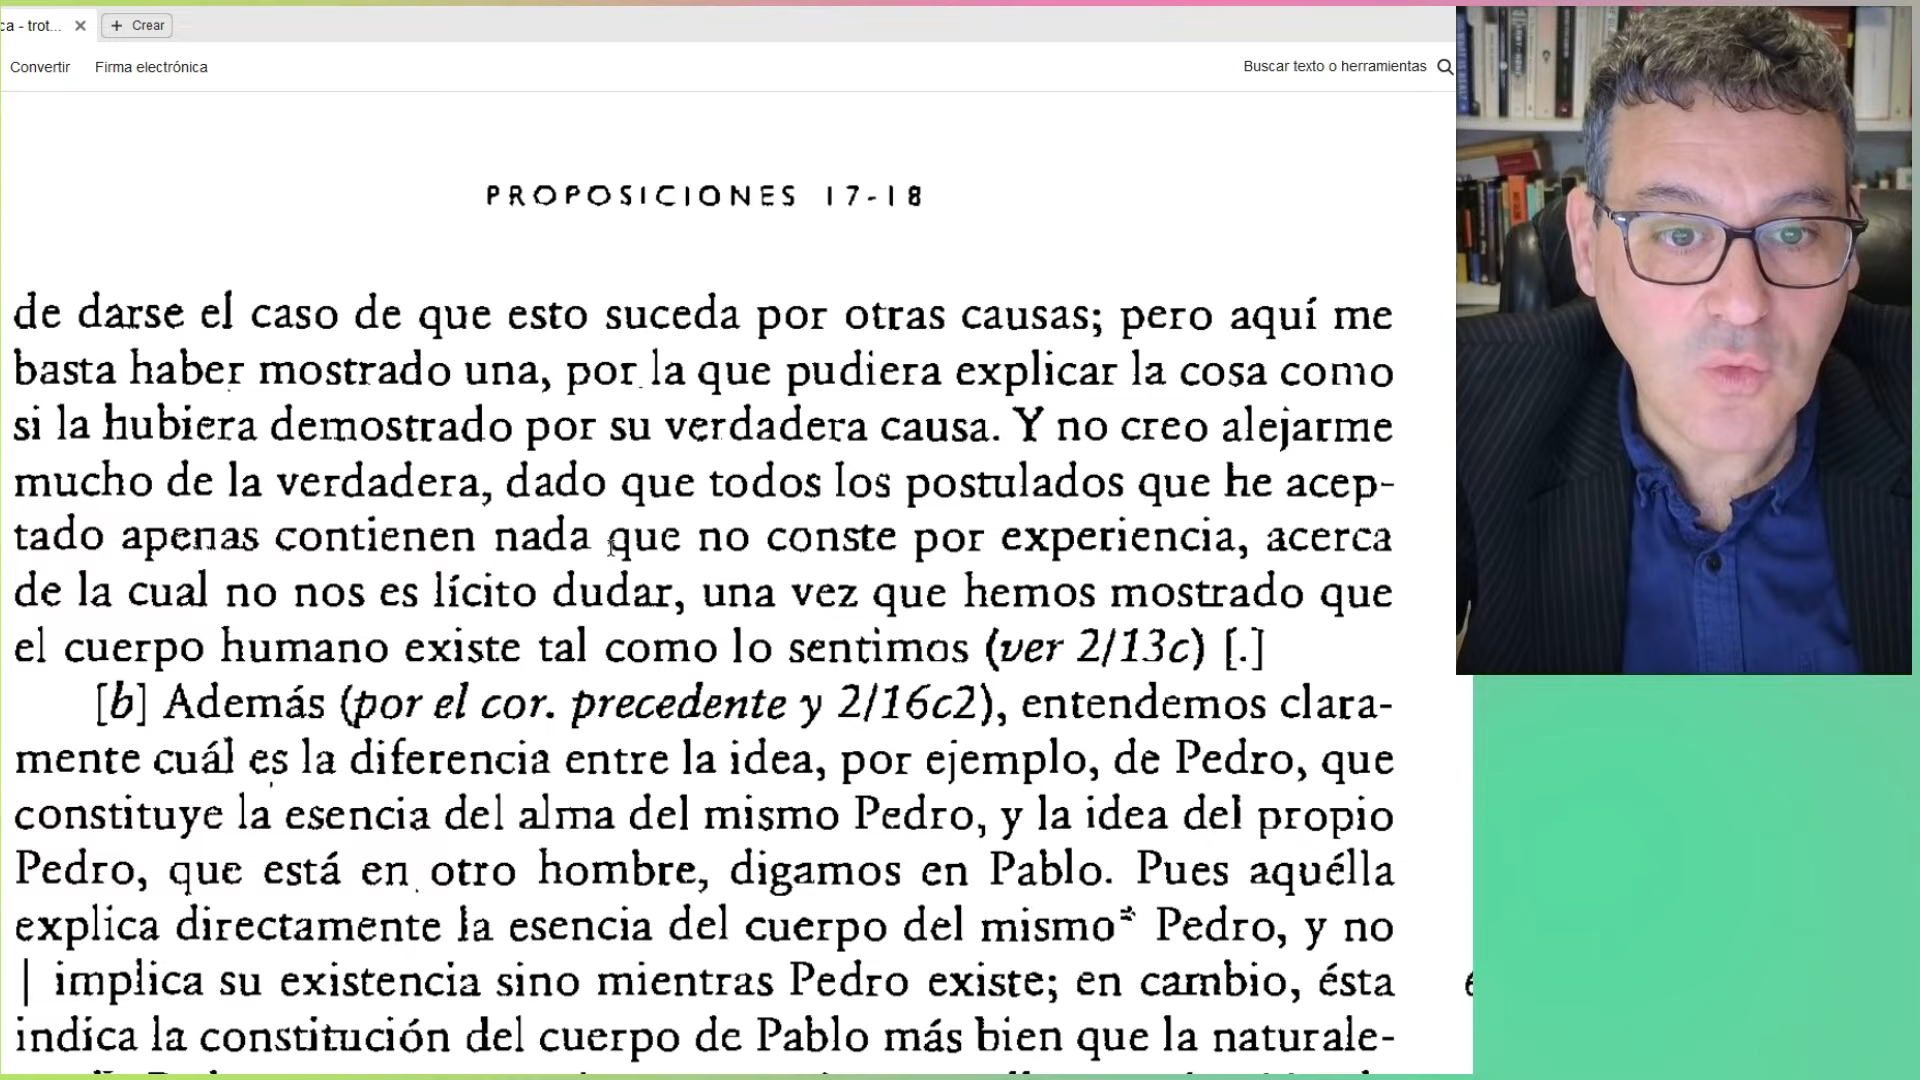 ca - trot...
Crear
Convertir
Firma electrónica
Buscar texto o herramientas
PROPOSICIONES 17-18
de darse el caso de que esto suceda por otras causas; pero aquí me
basta haber mostrado una, por la que pudiera explicar la cosa como
si la hubiera demostrado por su verdadera causa. Y no creo alejarme
mucho de la verdadera, dado que todos los postulados que he acep-
tado apenas contienen nada que no conste por experiencia, acerca
de la cual no nos es lícito dudar, una vez que hemos mostrado que
el cuerpo humano existe tal como lo sentimos (ver 2/13c) [.]
[b] Además (por el cor. precedente y 2/16c2), entendemos clara-
mente cuál es la diferencia entre la idea, por ejemplo, de Pedro, que
constituye la esencia del alma del mismo Pedro, y la idea del propio
Pedro, que está en otro hombre, digamos en Pablo. Pues aquélla
explica directamente la esencia del cuerpo del mismo* Pedro, y no
| implica su existencia sino mientras Pedro existe; en cambio, ésta
indica la constitución del cuerpo de Pablo más bien que la naturale-